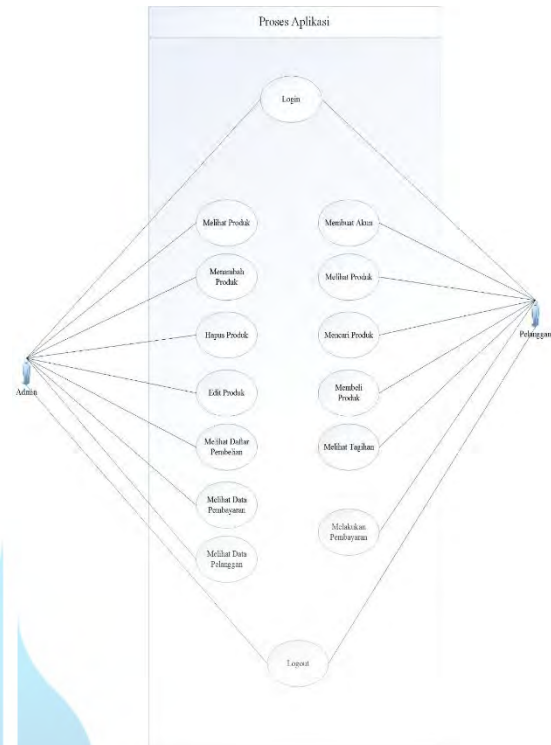 Proses Aplikasi
Login
Melihat Produk
Menambah
Produk
Hapus Produk
Edit Produk
Melihat Daftar
Pembelian
Melihat Data
Pembayaran
Melihat Data
Pelanggan
Membuat Akun
Melihat Produk
Mencari Produk
Membeli
Produk
Melihat Tagihan
Melakukan
Pembayaran
Logout
Admin
Pelanggan